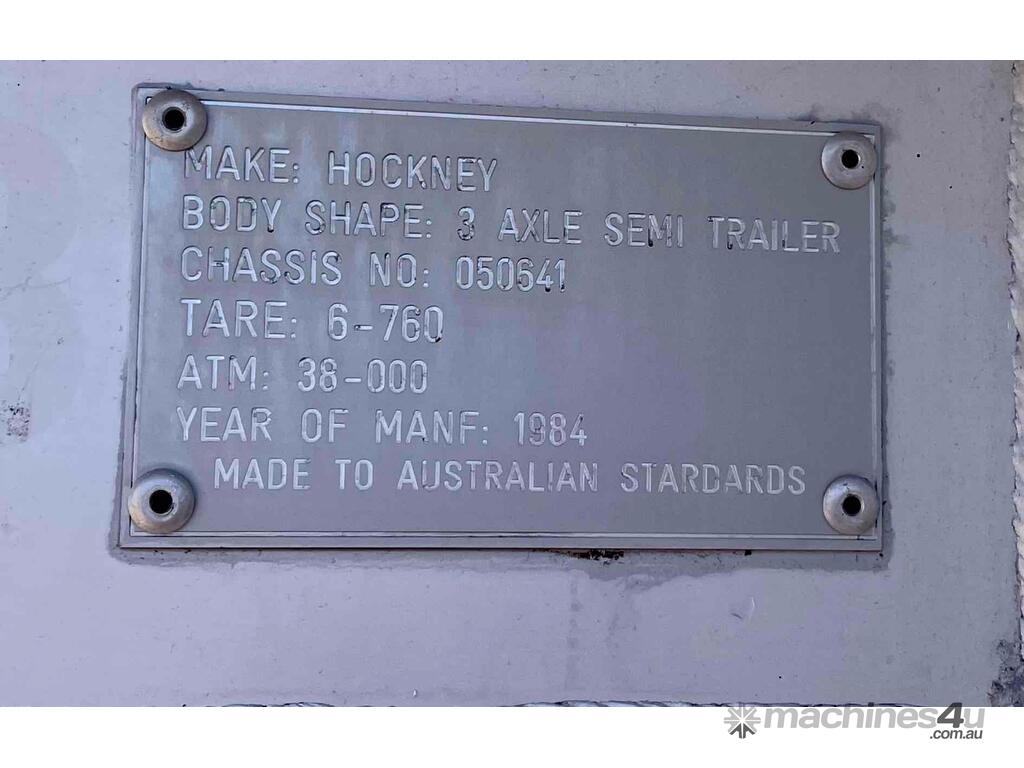 MAKE: HOCKNEY
BODY SHAPE: 3 AXLE SEMI TRAILER
CHASSIS NO: 050641
TARE: 6-760
ATM: 38-000
YEAR OF MANF: 1984
MADE TO AUSTRALIAN STARDARDS
machines4u
.com.au